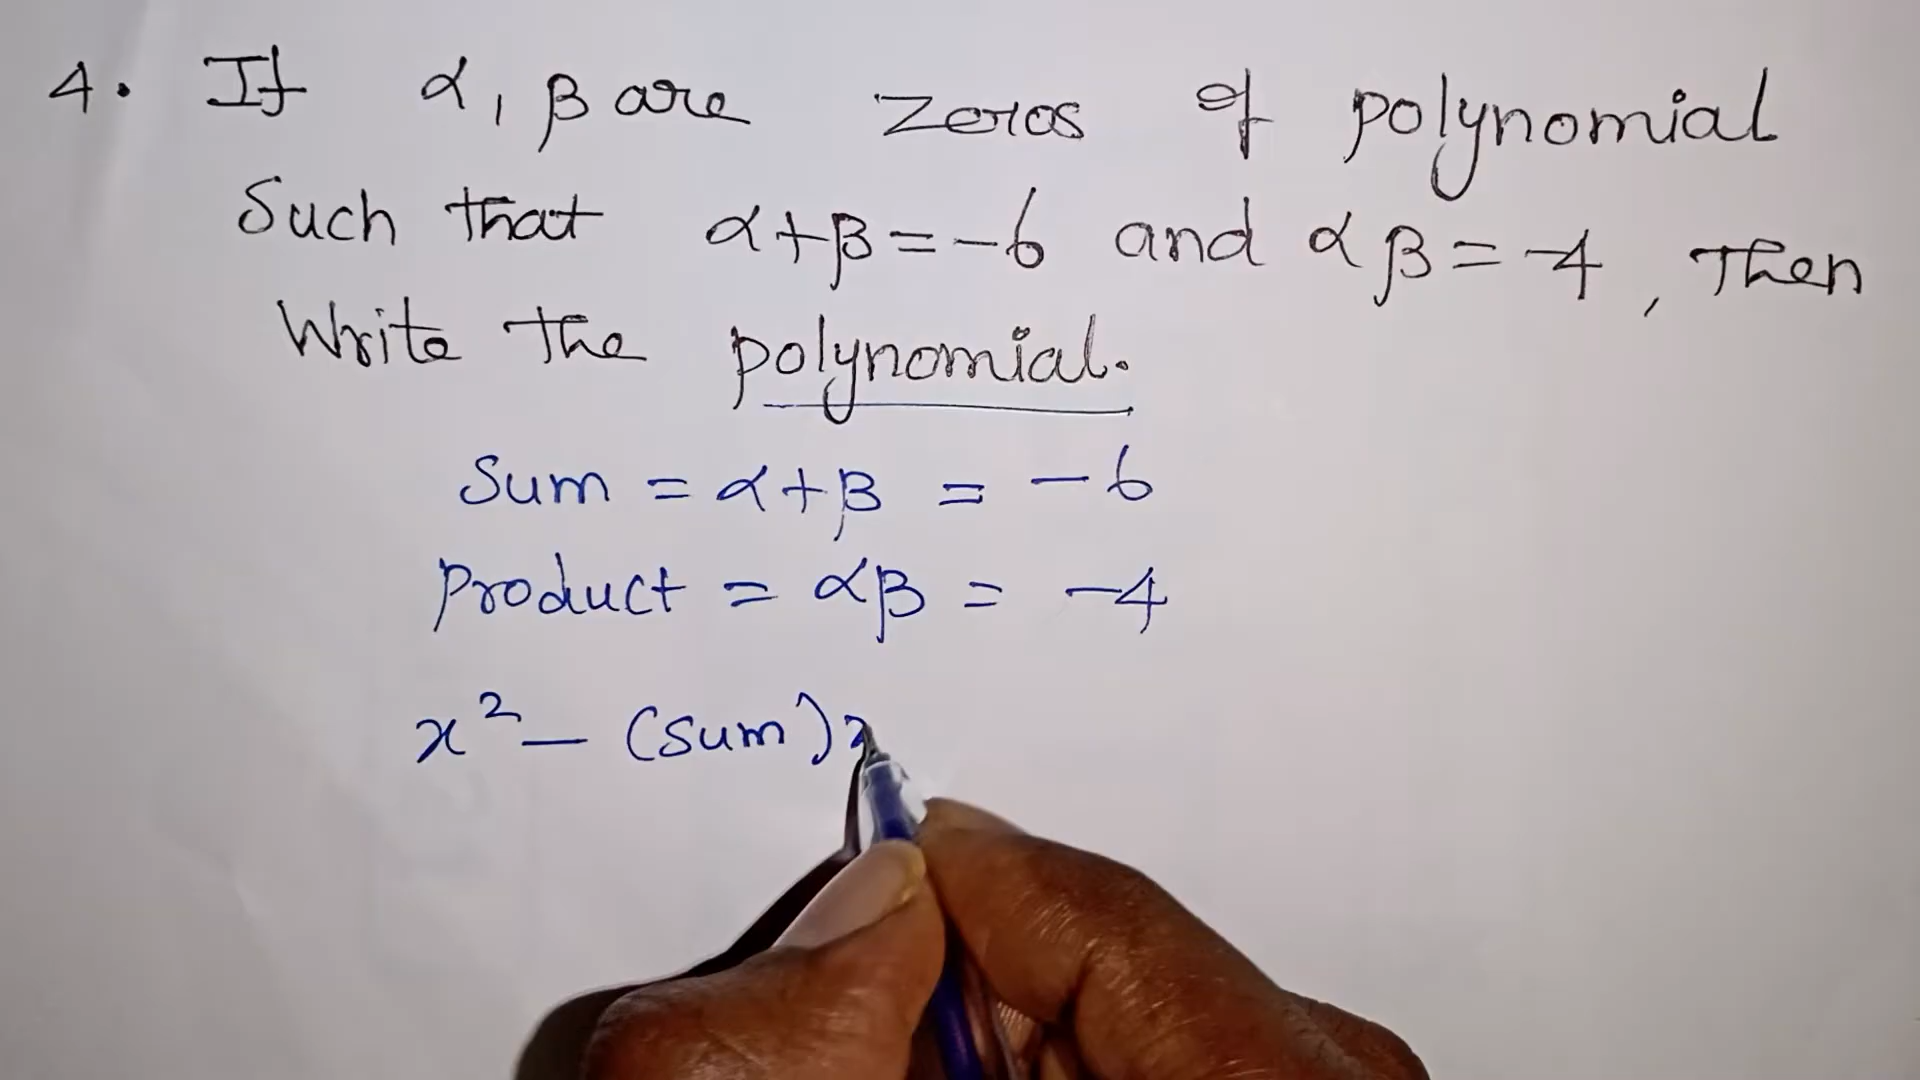 4. If α, β are zeros of polynomial
Such that α+β=-6 and αβ=-4, Then
Write the polynomial.
Sum = α+β = -6
Product = αβ = -4
x² - (sum)x